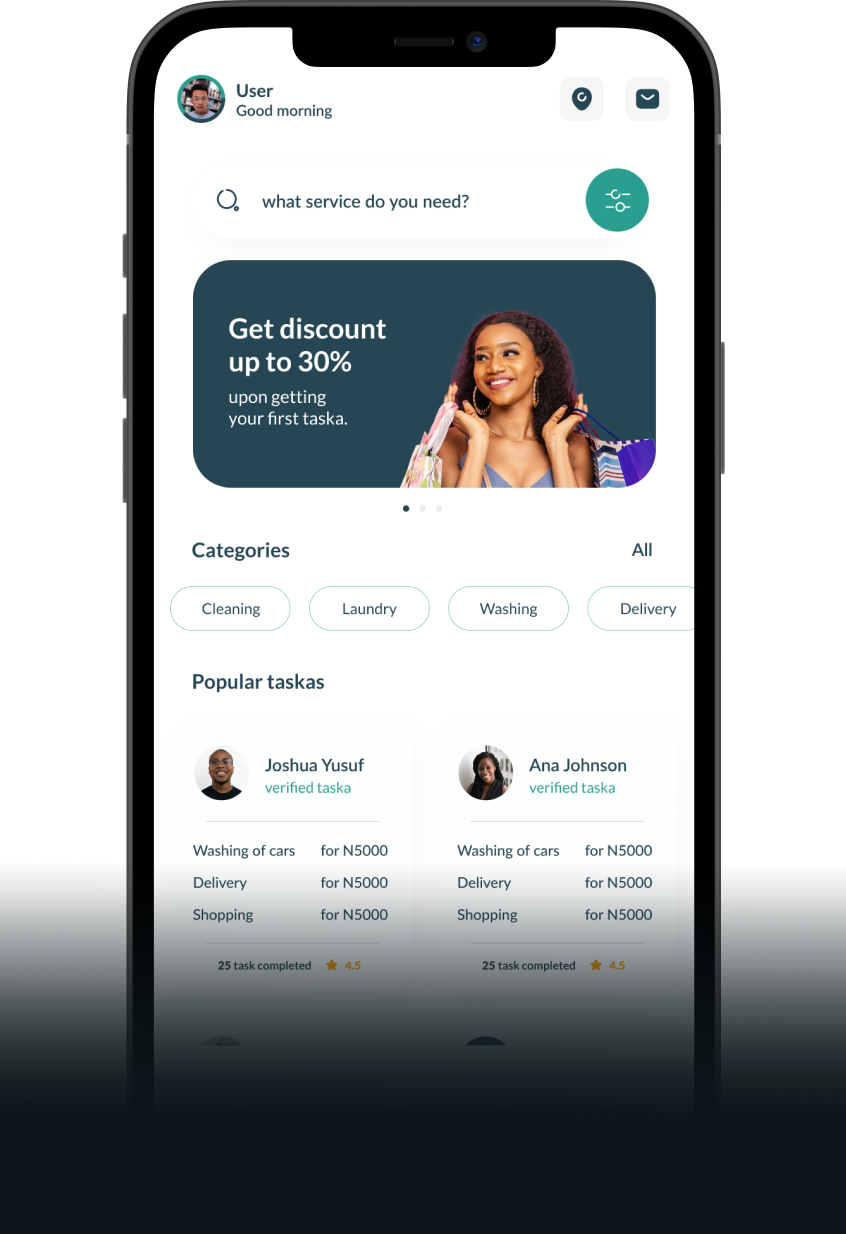 User
Good morning
what service do you need?
Get discount
up to 30%
upon getting
your first taska.
Categories
All
Cleaning
Laundry
Washing
Delivery
Popular taskas
Joshua Yusuf
verified taska
Washing of cars for N5000
Delivery for N5000
Shopping for N5000
25 task completed 4.5
Ana Johnson
verified taska
Washing of cars for N5000
Delivery for N5000
Shopping for N5000
25 task completed 4.5